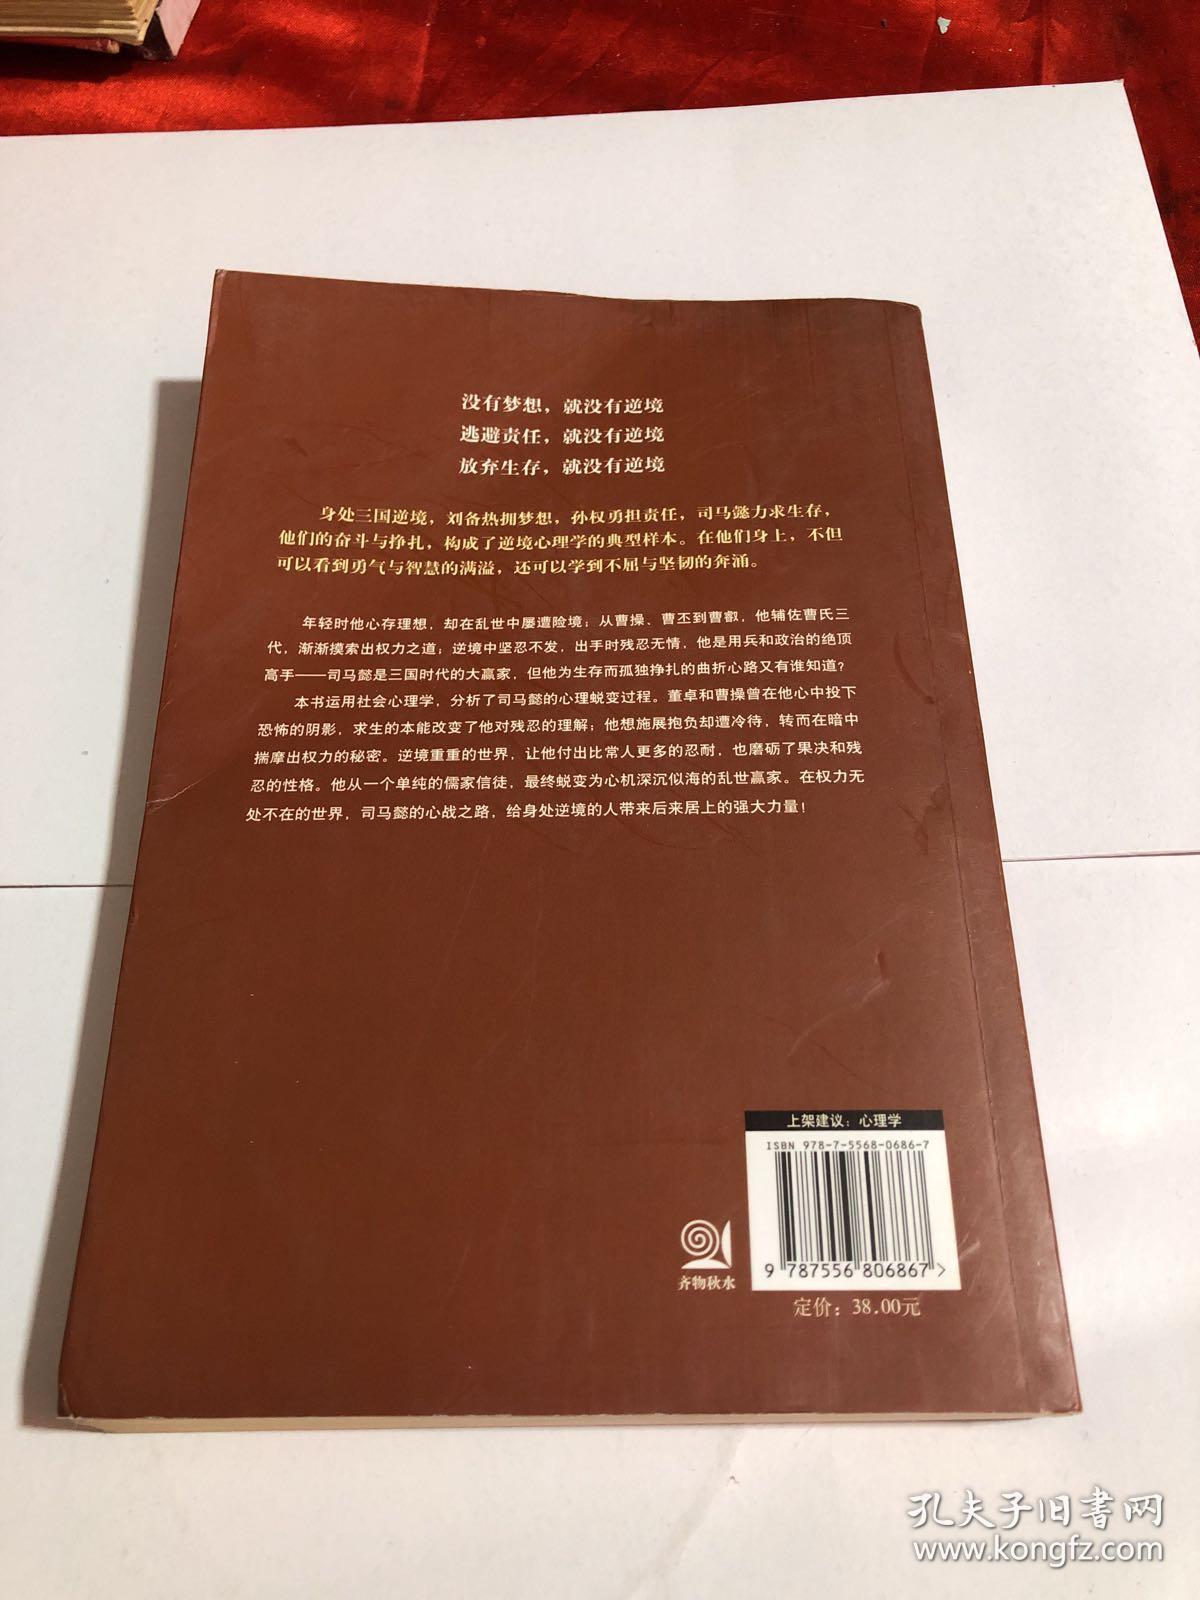 没有梦想，就没有逆境
逃避责任，就没有逆境
放弃生存，就没有逆境
身处三国逆境，刘备热拥梦想，孙权勇担责任，司马懿力求生存，
他们的奋斗与挣扎，构成了逆境心理学的典型样本。在他们身上，不但
可以看到勇气与智慧的满溢，还可以学到不屈与坚韧的奔涌。
年轻时他心存理想，却在乱世中屡遭险境；从曹操、曹丕到曹叡，他辅佐曹氏三
代，渐渐摸索出权力之道；逆境中坚忍不发，出手时残忍无情，他是用兵和政治的绝顶
高手——司马懿是三国时代的大赢家，但他为生存而孤独挣扎的曲折心路又有谁知道？
本书运用社会心理学，分析了司马懿的心理蜕变过程。董卓和曹操曾在他心中投下
恐怖的阴影，求生的本能改变了他对残忍的理解；他想施展抱负却遭冷待，转而在暗中
揣摩出权力的秘密。逆境重重的世界，让他付出比常人更多的忍耐，也磨砺了果决和残
忍的性格。他从一个单纯的儒家信徒，最终蜕变为心机深沉似海的乱世赢家。在权力无
处不在的世界，司马懿的心战之路，给身处逆境的人带来后来居上的强大力量！
上架建议：心理学
ISBN 978-7-5568-0686-7
9 787556 806867 >
齐物秋水
定价：38.00元
孔夫子旧书网
www.kongfz.com